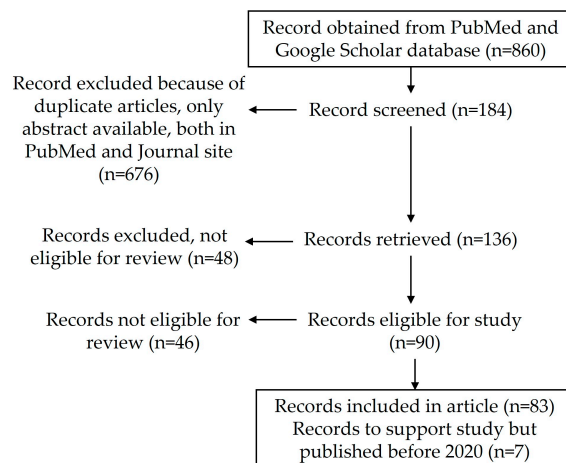 Record obtained from PubMed and
Google Scholar database (n=860)
Record excluded because of
duplicate articles, only
abstract available, both in
PubMed and Journal site
(n=676)
Record screened (n=184)
Records excluded, not
eligible for review (n=48)
Records retrieved (n=136)
Records not eligible for
review (n=46)
Records eligible for study
(n=90)
Records included in article (n=83)
Records to support study but
published before 2020 (n=7)